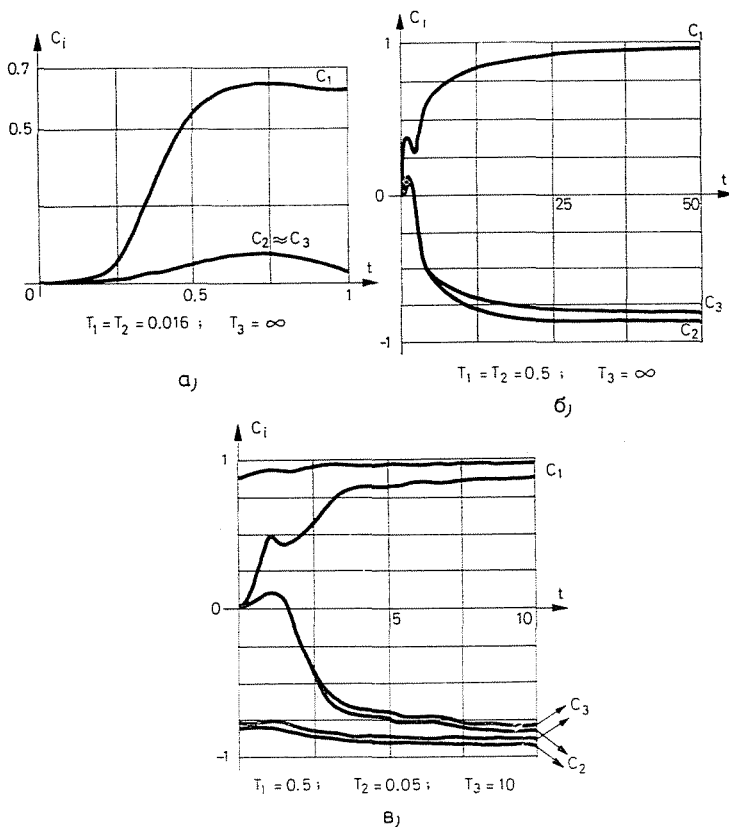 C_i
0.7
C_1
0.5
C_2 ≈ C_3
t
0
0.5
1
T_1 = T_2 = 0.016 ; T_3 = ∞
а)
C_i
1
C_1
t
0
25
50
C_3
C_2
-1
T_1 = T_2 = 0.5 ; T_3 = ∞
б)
C_i
1
C_1
t
0
5
10
C_3
C_2
-1
T_1 = 0.5 ; T_2 = 0.05 ; T_3 = 10
в)